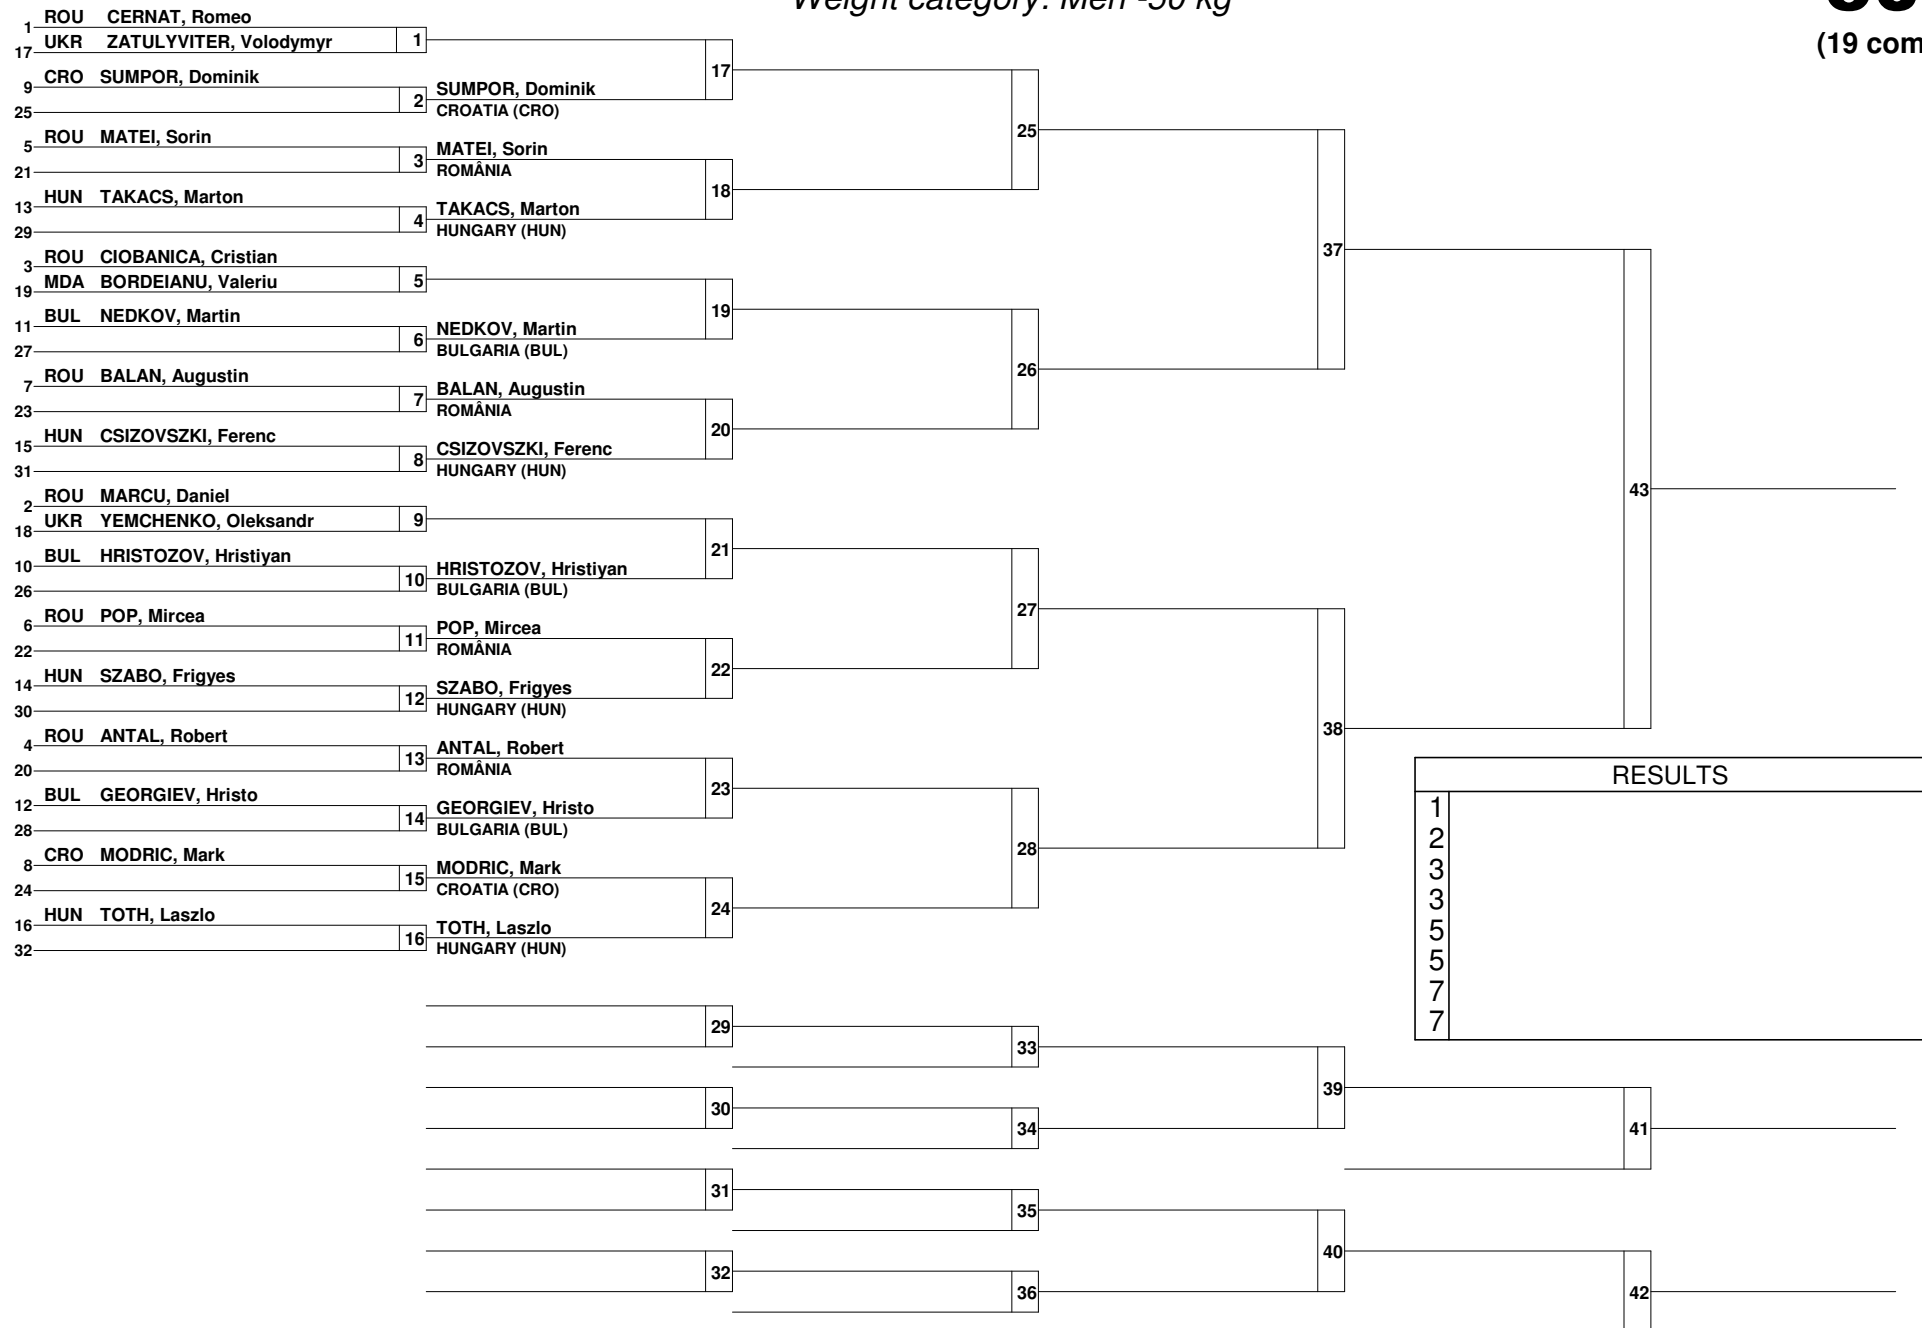 Weight category: Men -50 kg
(19 com
1 ROU CERNAT, Romeo
17 UKR ZATULYVITER, Volodymyr 1
9 CRO SUMPOR, Dominik
25 2 SUMPOR, Dominik
CROATIA (CRO)
17
5 ROU MATEI, Sorin
21 3 MATEI, Sorin
ROMÂNIA
25
13 HUN TAKACS, Marton
29 4 TAKACS, Marton
HUNGARY (HUN)
18
3 ROU CIOBANICA, Cristian
19 MDA BORDEIANU, Valeriu 5
37
11 BUL NEDKOV, Martin
27 6 NEDKOV, Martin
BULGARIA (BUL)
19
7 ROU BALAN, Augustin
23 7 BALAN, Augustin
ROMÂNIA
26
15 HUN CSIZOVSZKI, Ferenc
31 8 CSIZOVSZKI, Ferenc
HUNGARY (HUN)
20
43
2 ROU MARCU, Daniel
18 UKR YEMCHENKO, Oleksandr 9
10 BUL HRISTOZOV, Hristiyan
26 10 HRISTOZOV, Hristiyan
BULGARIA (BUL)
21
6 ROU POP, Mircea
22 11 POP, Mircea
ROMÂNIA
27
14 HUN SZABO, Frigyes
30 12 SZABO, Frigyes
HUNGARY (HUN)
22
4 ROU ANTAL, Robert
20 13 ANTAL, Robert
ROMÂNIA
38
12 BUL GEORGIEV, Hristo
28 14 GEORGIEV, Hristo
BULGARIA (BUL)
23
8 CRO MODRIC, Mark
24 15 MODRIC, Mark
CROATIA (CRO)
28
16 HUN TOTH, Laszlo
32 16 TOTH, Laszlo
HUNGARY (HUN)
24
RESULTS
1
2
3
3
5
5
7
7
29
33
39
30
34
41
31
35
40
32
36
42